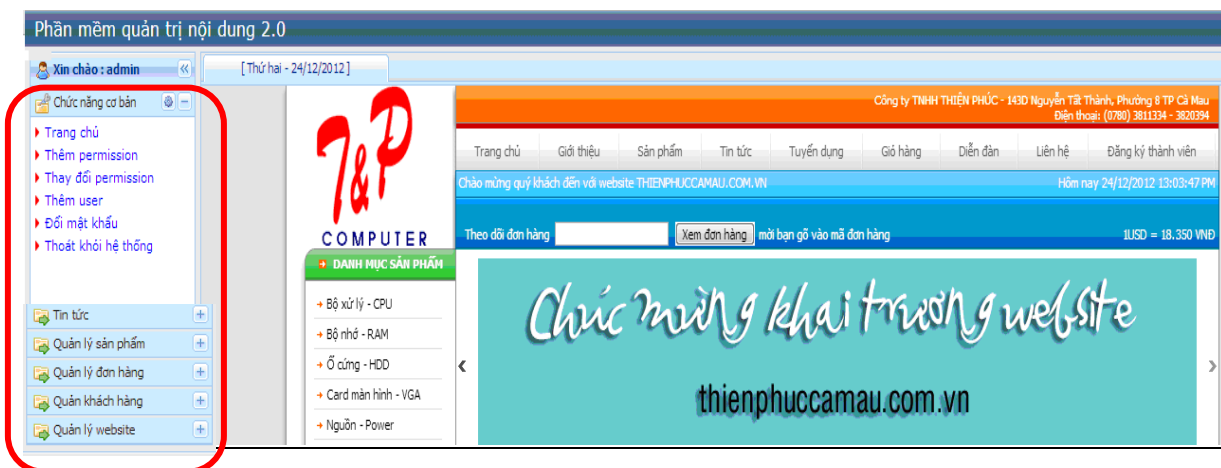 Phần mềm quản trị nội dung 2.0
Xin chào : admin
[ Thứ hai - 24/12/2012 ]
Chức năng cơ bản
Trang chủ
Thêm permission
Thay đổi permission
Thêm user
Đổi mật khẩu
Thoát khỏi hệ thống
Tin tức
Quản lý sản phẩm
Quản lý đơn hàng
Quản khách hàng
Quản lý website
T&P
COMPUTER
DANH MỤC SẢN PHẨM
Bộ xử lý - CPU
Bộ nhớ - RAM
Ổ cứng - HDD
Card màn hình - VGA
Nguồn - Power
Công ty TNHH THIỆN PHÚC - 143D Nguyễn Tất Thành, Phường 8 TP Cà Mau
Điện thoại: (0780) 3811334 - 3820394
Trang chủ Giới thiệu Sản phẩm Tin tức Tuyển dụng Giỏ hàng Diễn đàn Liên hệ Đăng ký thành viên
Chào mừng quý khách đến với website THIENPHUCCAMAU.COM.VN Hôm nay 24/12/2012 13:03:47 PM
Theo dõi đơn hàng Xem đơn hàng mời bạn gõ vào mã đơn hàng 1USD = 18.350 VNĐ
Chúc mừng khai trương website
thienphuccamau.com.vn